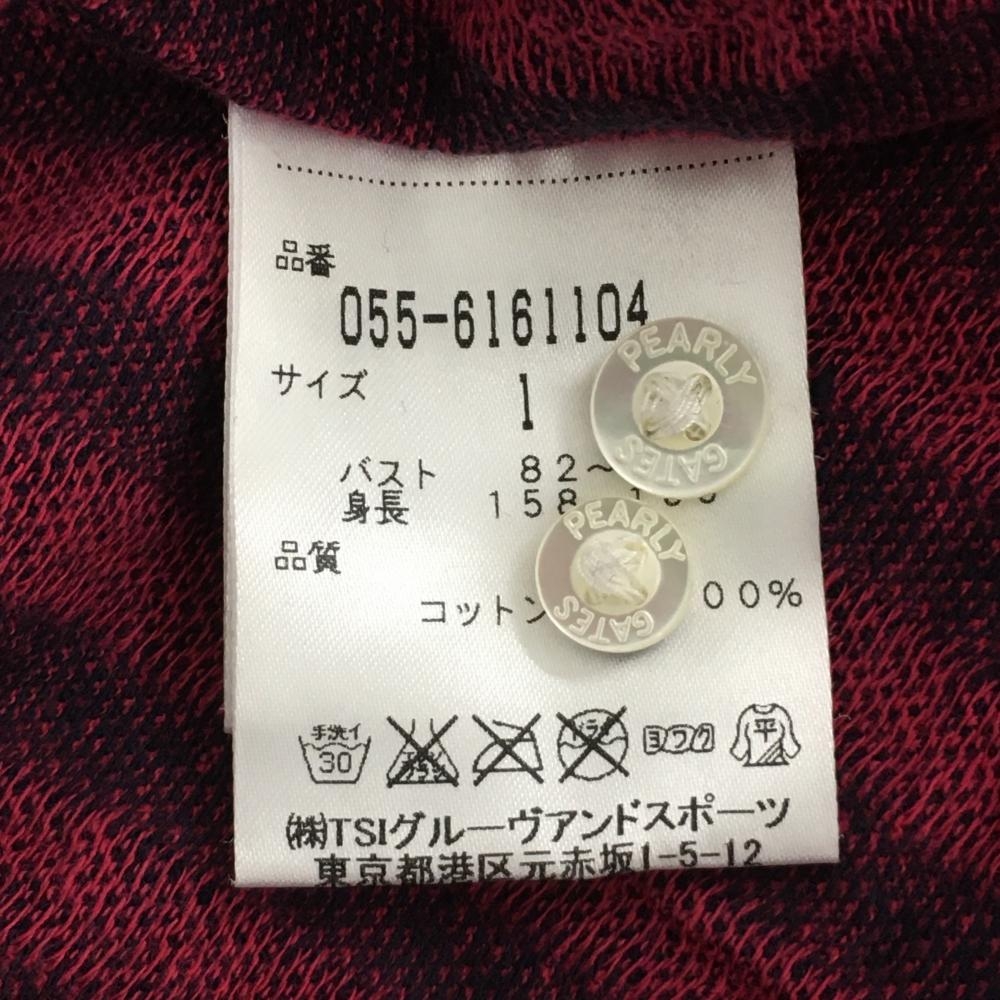 品番
055-6161104
サイズ 1
バスト 82～
身長 158
品質
コットン 00%
PEARLY GATES
PEARLY GATES
手洗イ 30 平
㈱TSIグルーヴアンドスポーツ
東京都港区元赤坂1-5-12